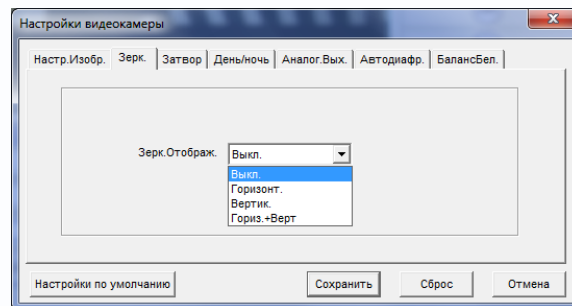 Настройки видеокамеры
Настр.Изобр. Зерк. Затвор День/ночь Аналог.Вых. Автодиафр. БалансБел.
Зерк.Отображ. Выкл.
Выкл.
Горизонт.
Вертик.
Гориз.+Верт
Настройки по умолчанию Сохранить Сброс Отмена